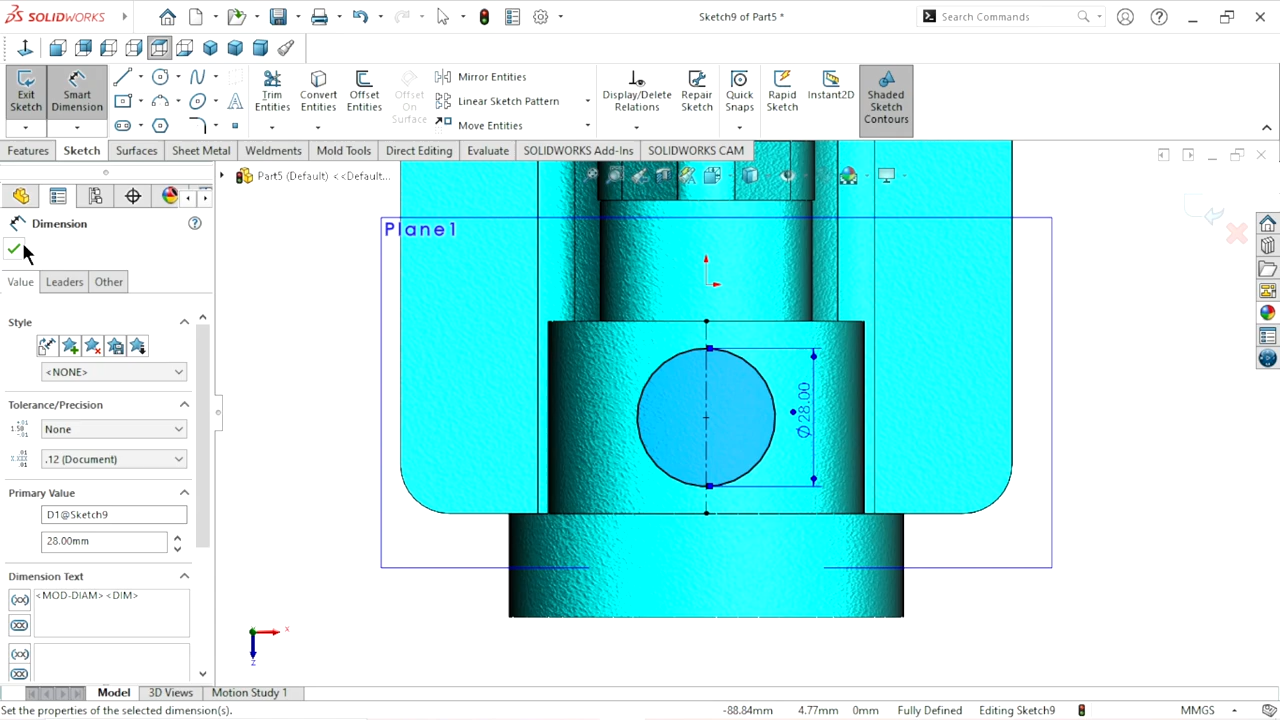 SOLIDWORKS
Sketch9 of Part5 *
Search Commands
Exit Sketch
Smart Dimension
Trim Entities
Convert Entities
Offset Entities
Offset On Surface
Mirror Entities
Linear Sketch Pattern
Move Entities
Display/Delete Relations
Repair Sketch
Quick Snaps
Rapid Sketch
Instant2D
Shaded Sketch Contours
Features
Sketch
Surfaces
Sheet Metal
Weldments
Mold Tools
Direct Editing
Evaluate
SOLIDWORKS Add-Ins
SOLIDWORKS CAM
Part5 (Default) <<Default...
Dimension
Value
Leaders
Other
Style
<NONE>
Tolerance/Precision
None
.12 (Document)
Primary Value
D1@Sketch9
28.00mm
Dimension Text
<MOD-DIAM><DIM>
Plane1
Ø28.00
x
z
Model
3D Views
Motion Study 1
Set the properties of the selected dimension(s).
-88.84mm
4.77mm
0mm
Fully Defined
Editing Sketch9
MMGS